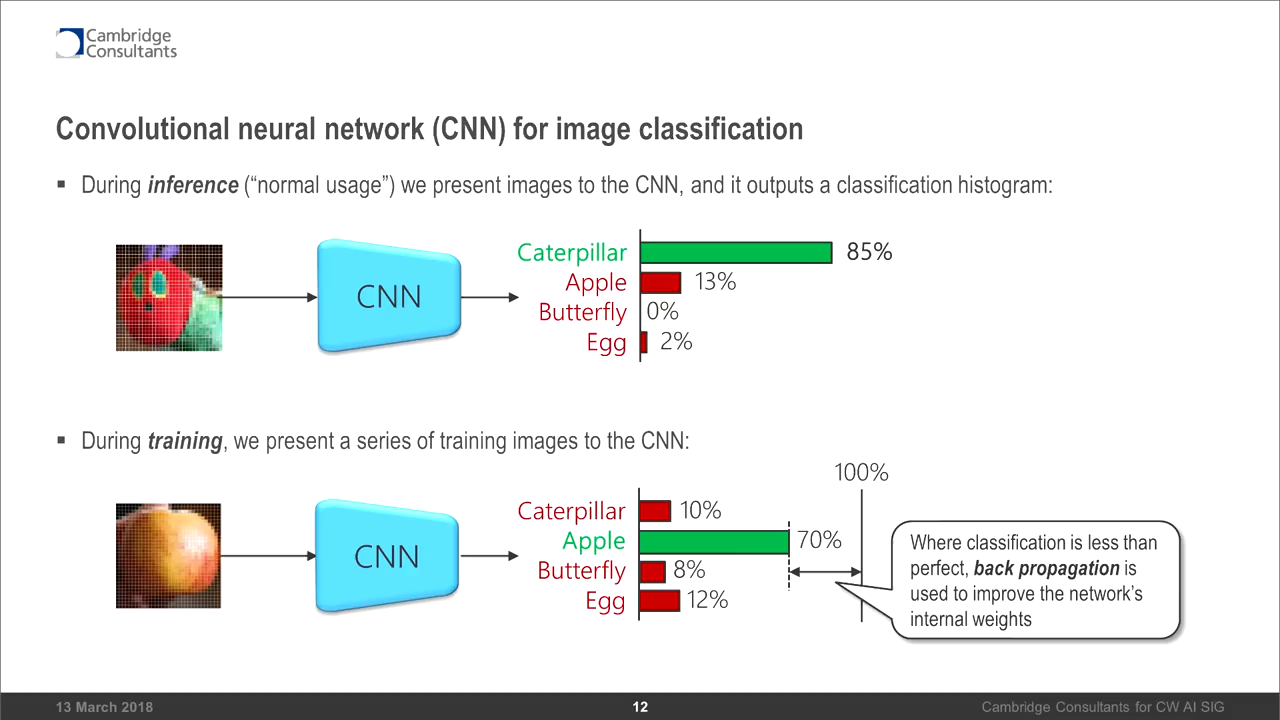 Cambridge
Consultants
Convolutional neural network (CNN) for image classification
▪ During inference (“normal usage”) we present images to the CNN, and it outputs a classification histogram:
CNN
Caterpillar 85%
Apple 13%
Butterfly 0%
Egg 2%
▪ During training, we present a series of training images to the CNN:
100%
CNN
Caterpillar 10%
Apple 70%
Butterfly 8%
Egg 12%
Where classification is less than
perfect, back propagation is
used to improve the network’s
internal weights
13 March 2018
12
Cambridge Consultants for CW AI SIG